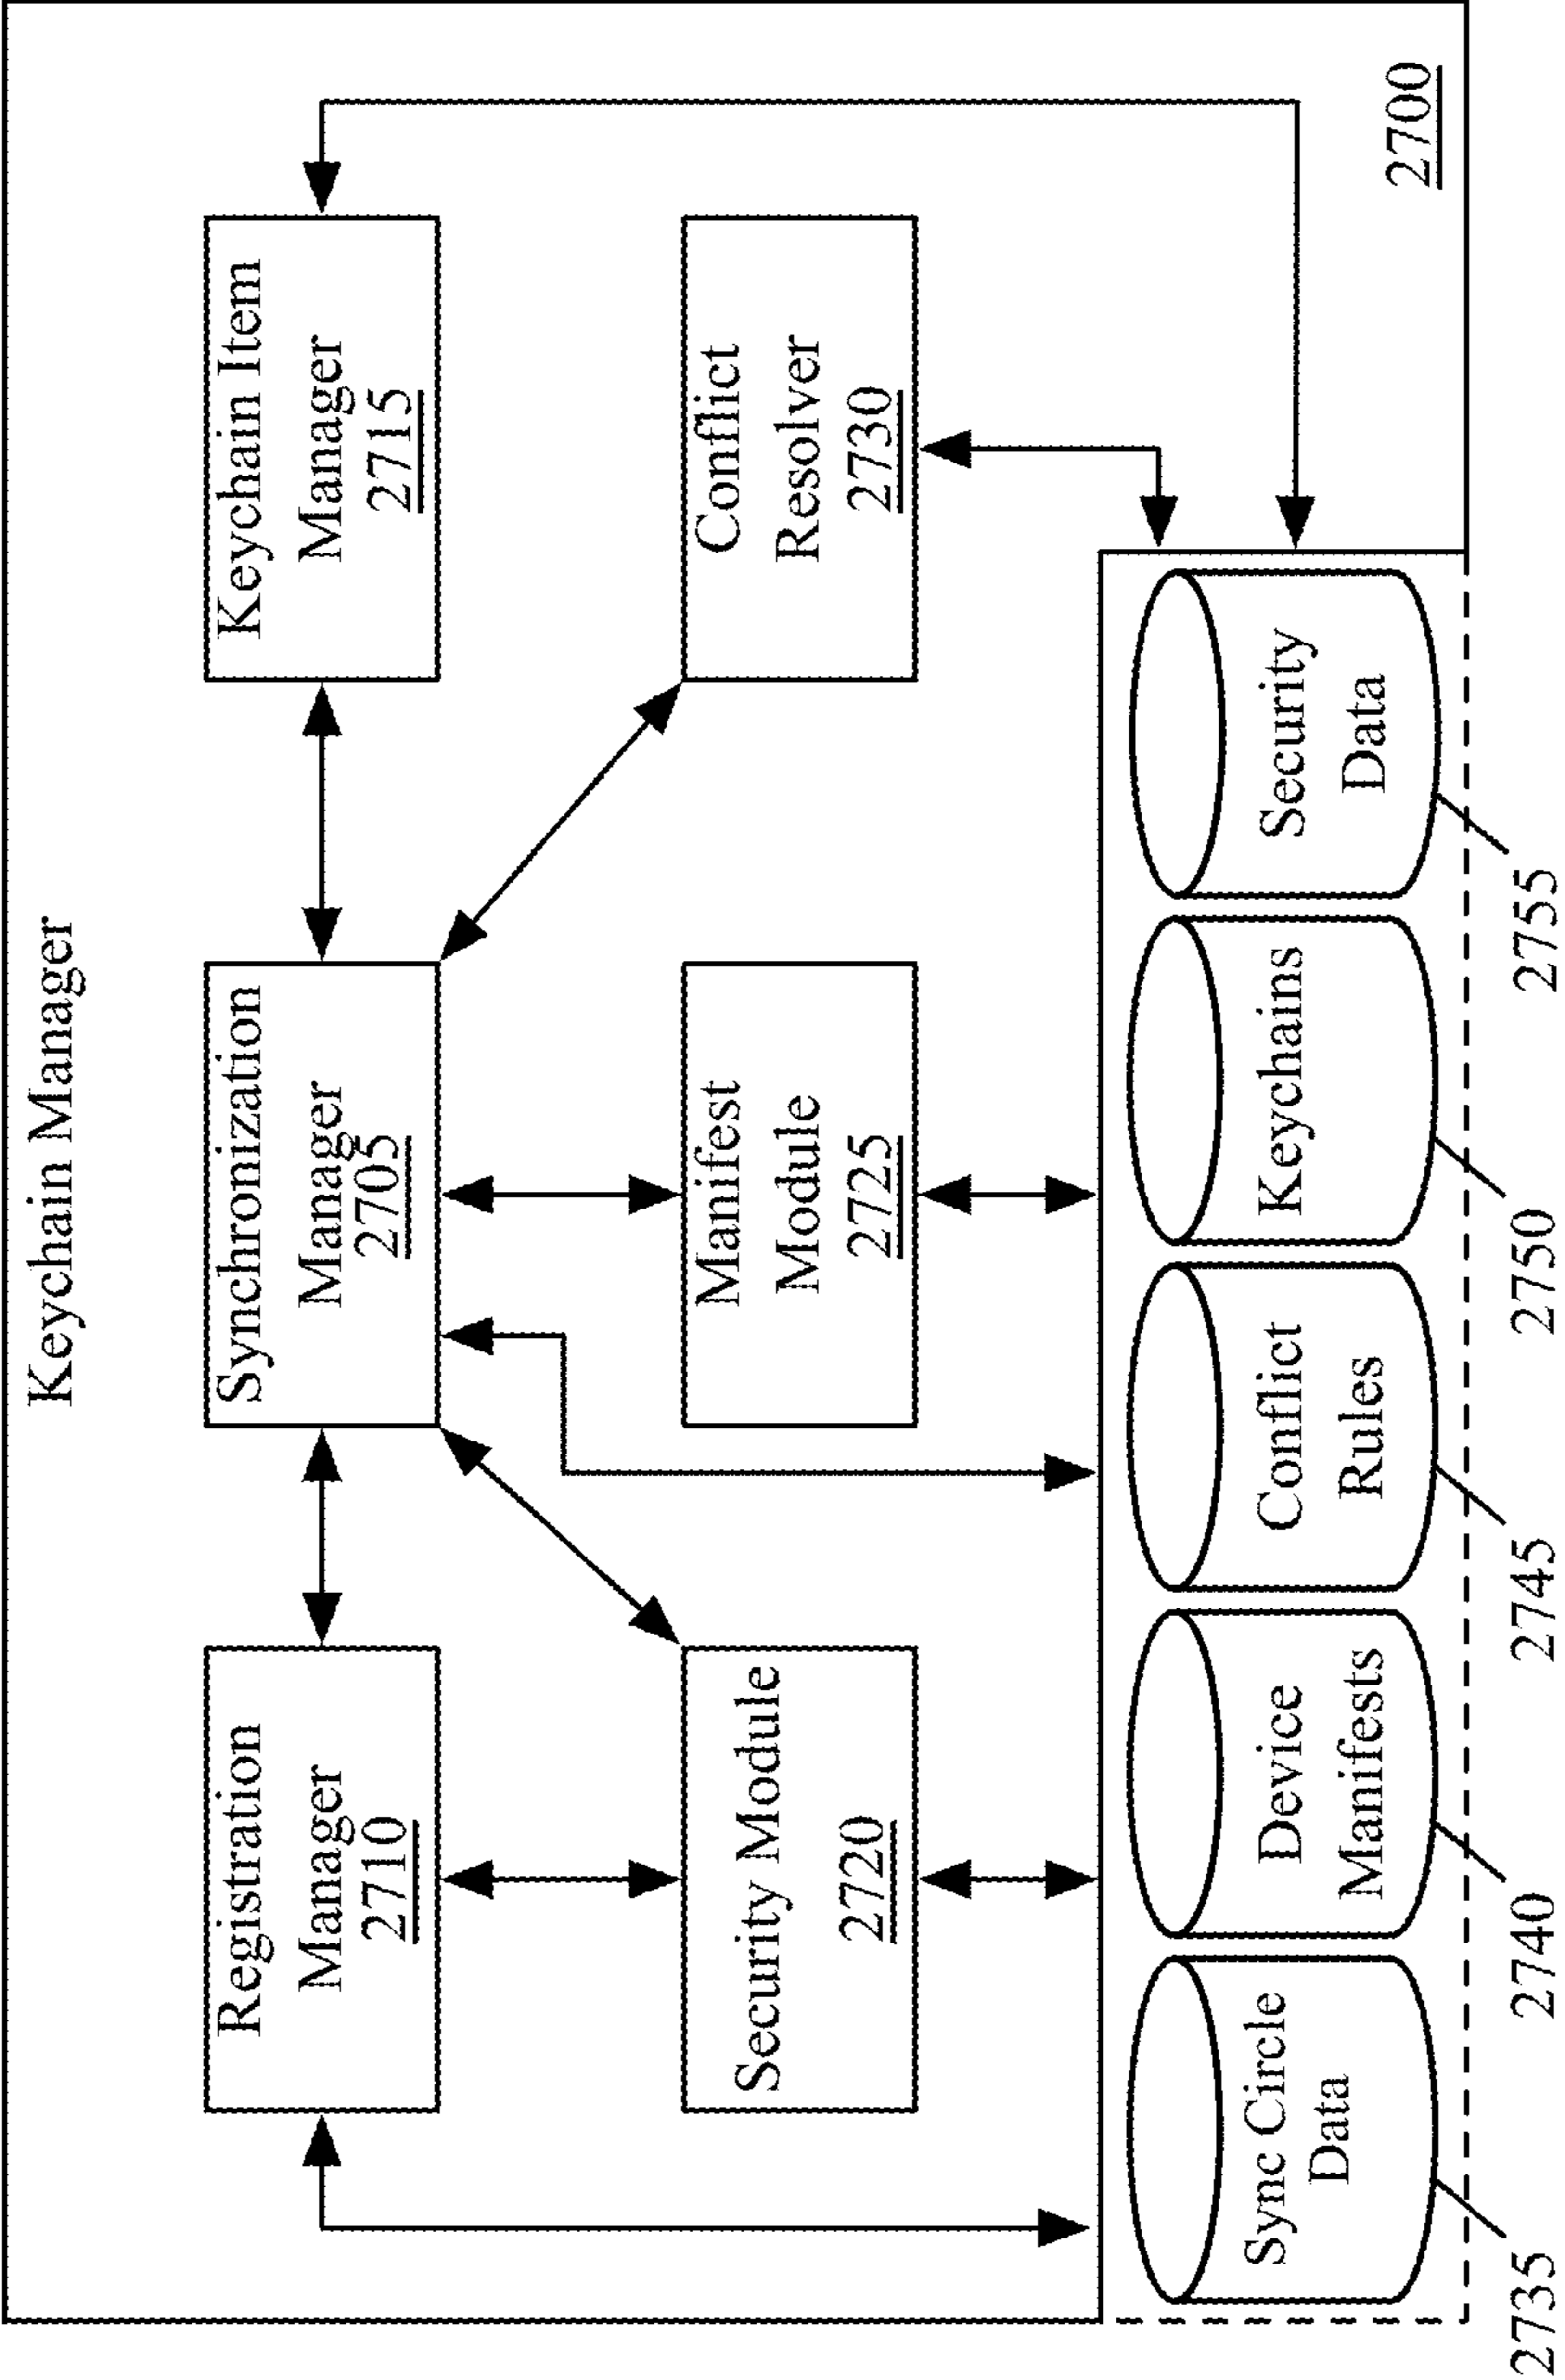 Keychain Manager
Registration
Manager
2710
Synchronization
Manager
2705
Keychain Item
Manager
2715
Security Module
2720
Manifest
Module
2725
Conflict
Resolver
2730
Sync Circle
Data
Device
Manifests
Conflict
Rules
Keychains
Security
Data
2700
2735
2740
2745
2750
2755